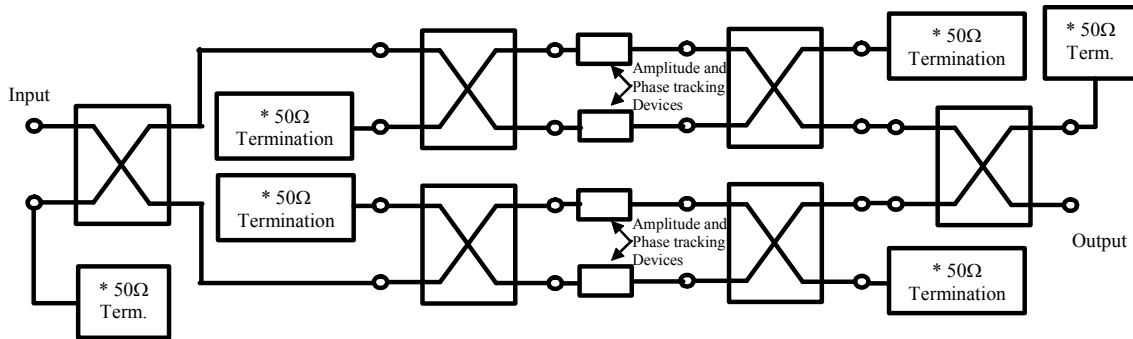 * 50Ω
Termination
* 50Ω
Term.
Input
Amplitude and
Phase tracking
Devices
* 50Ω
Termination
* 50Ω
Termination
Amplitude and
Phase tracking
Devices
Output
* 50Ω
Term.
* 50Ω
Termination